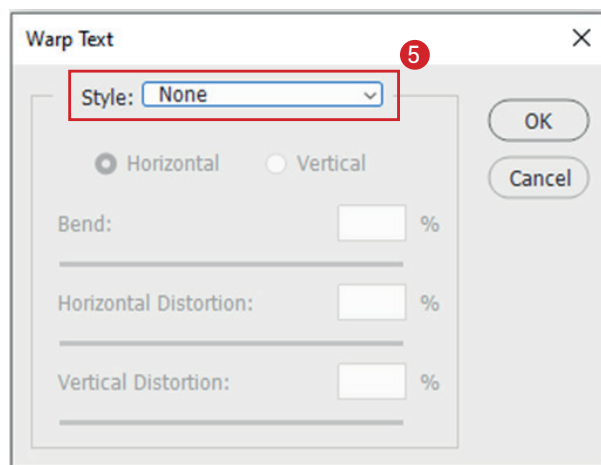 Warp Text
5
Style: None
OK
Horizontal Vertical
Cancel
Bend: %
Horizontal Distortion: %
Vertical Distortion: %